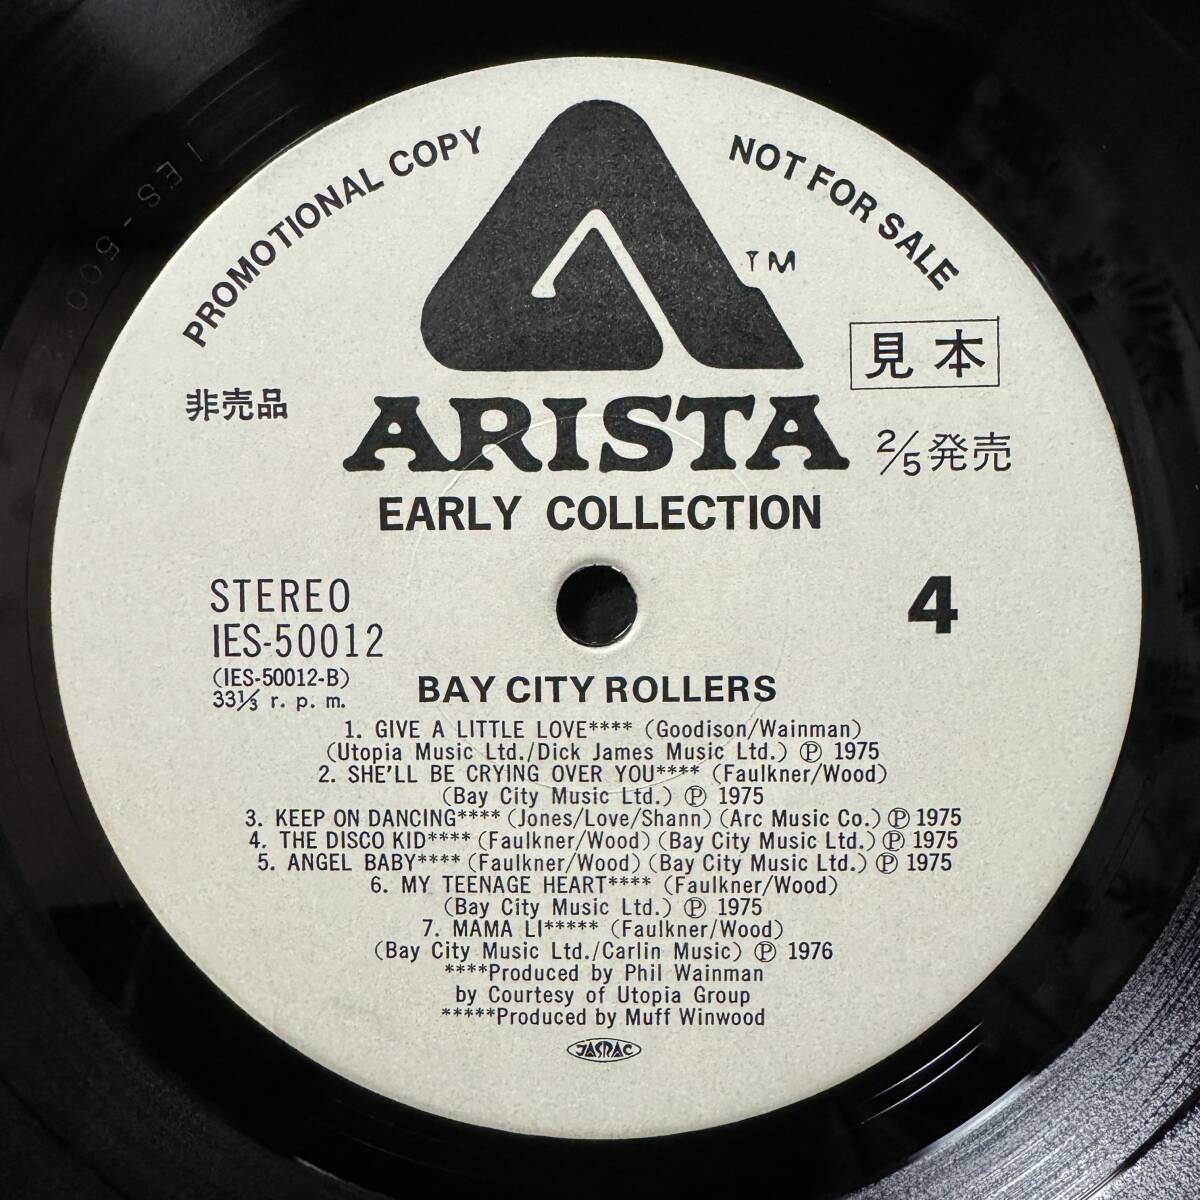 PROMOTIONAL COPY
NOT FOR SALE
TM
見本
非売品
ARISTA
2/5発売
EARLY COLLECTION
STEREO
IES-50012
(IES-50012-B)
33 1/3 r. p. m.
4
BAY CITY ROLLERS
1. GIVE A LITTLE LOVE**** (Goodison/Wainman)
(Utopia Music Ltd./Dick James Music Ltd.) Ⓟ 1975
2. SHE'LL BE CRYING OVER YOU**** (Faulkner/Wood)
(Bay City Music Ltd.) Ⓟ 1975
3. KEEP ON DANCING**** (Jones/Love/Shann) (Arc Music Co.) Ⓟ 1975
4. THE DISCO KID**** (Faulkner/Wood) (Bay City Music Ltd.) Ⓟ 1975
5. ANGEL BABY**** (Faulkner/Wood) (Bay City Music Ltd.) Ⓟ 1975
6. MY TEENAGE HEART**** (Faulkner/Wood)
(Bay City Music Ltd.) Ⓟ 1975
7. MAMA LI***** (Faulkner/Wood)
(Bay City Music Ltd./Carlin Music) Ⓟ 1976
****Produced by Phil Wainman
by Courtesy of Utopia Group
*****Produced by Muff Winwood
JASRAC